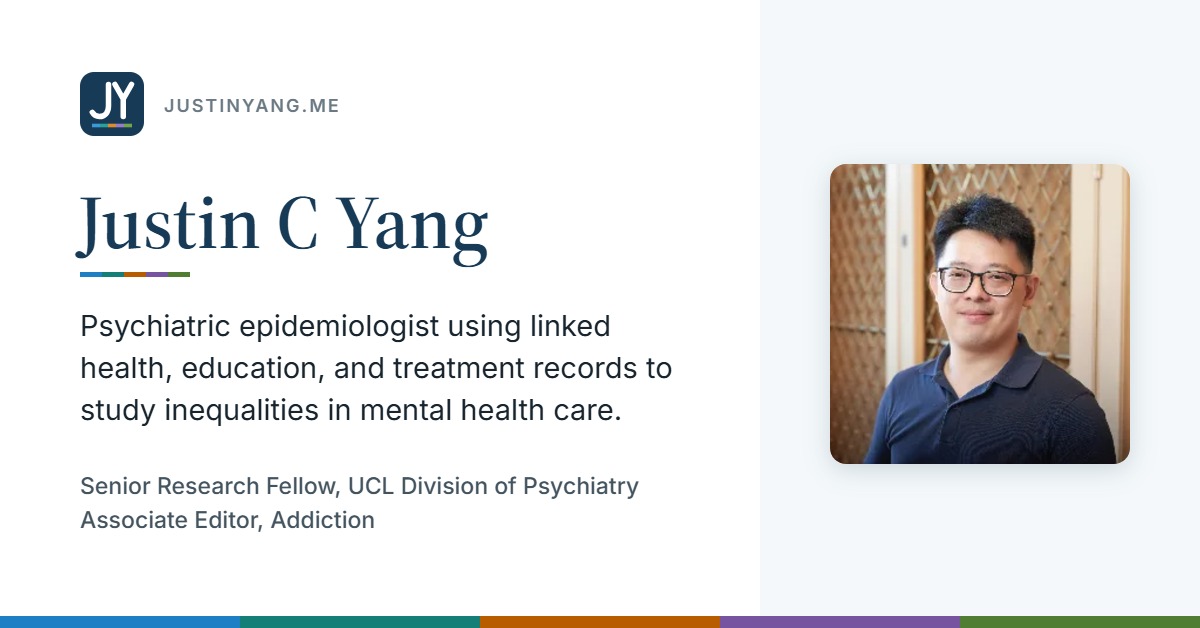 JY
JUSTINYANG.ME
Justin C Yang
Psychiatric epidemiologist using linked
health, education, and treatment records to
study inequalities in mental health care.
Senior Research Fellow, UCL Division of Psychiatry
Associate Editor, Addiction